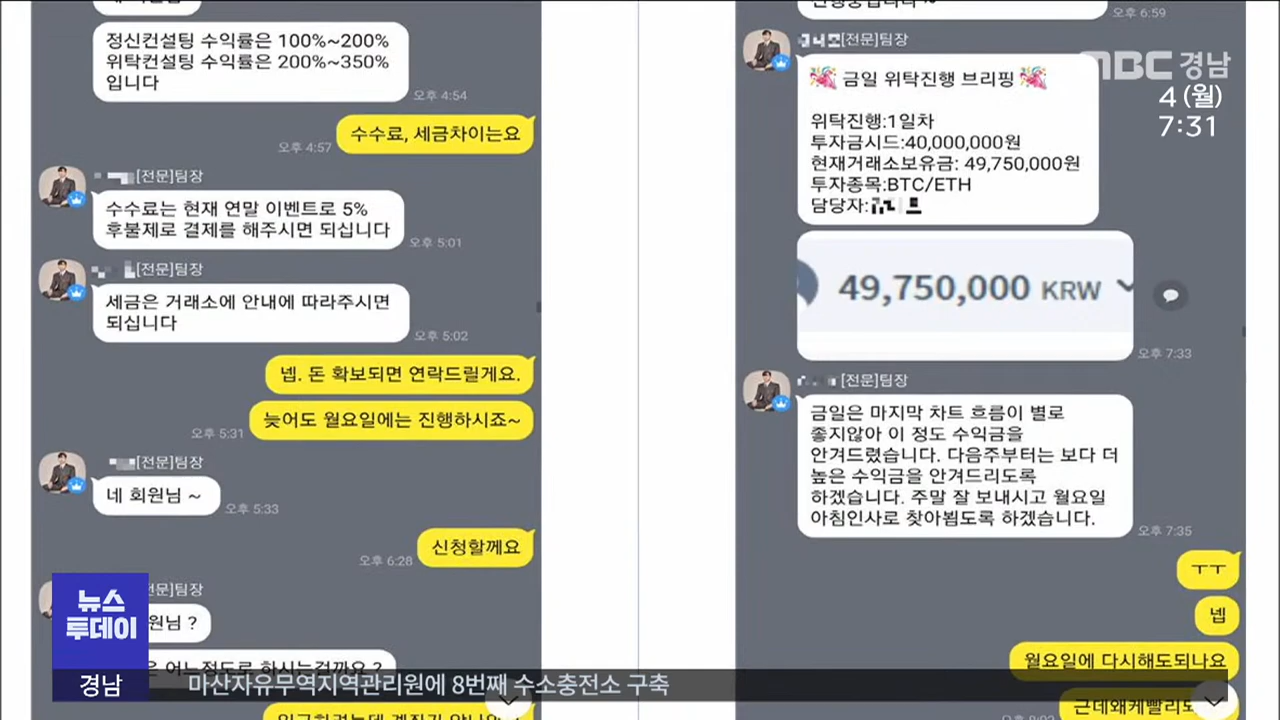 정신컨설팅 수익률은 100%~200%
위탁컨설팅 수익률은 200%~350%
입니다
오후 4:54
수수료, 세금차이는요
오후 4:57
[전문]팀장
수수료는 현재 연말 이벤트로 5%
후불제로 결제를 해주시면 되십니다
오후 5:01
[전문]팀장
세금은 거래소에 안내에 따라주시면
되십니다
오후 5:02
넵. 돈 확보되면 연락드릴게요.
늦어도 월요일에는 진행하시죠~
오후 5:31
[전문]팀장
네 회원님 ~
오후 5:33
신청할께요
오후 6:28
전문]팀장
원님 ?
어느정도로 하시는걸까요 ?
오후 6:59
[전문]팀장
금일 위탁진행 브리핑
위탁진행:1일차
투자금시드:40,000,000원
현재거래소보유금: 49,750,000원
투자종목:BTC/ETH
담당자:
49,750,000 KRW
오후 7:33
[전문]팀장
금일은 마지막 차트 흐름이 별로
좋지않아 이 정도 수익금을
안겨드렸습니다. 다음주부터는 보다 더
높은 수익금을 안겨드리도록
하겠습니다. 주말 잘 보내시고 월요일
아침인사로 찾아뵙도록 하겠습니다.
오후 7:35
ㅜㅜ
넵
월요일에 다시해도되나요
근데왜케빨리도
MBC 경남
4 (월)
7:31
뉴스
투데이
경남
마산자유무역지역관리원에 8번째 수소충전소 구축